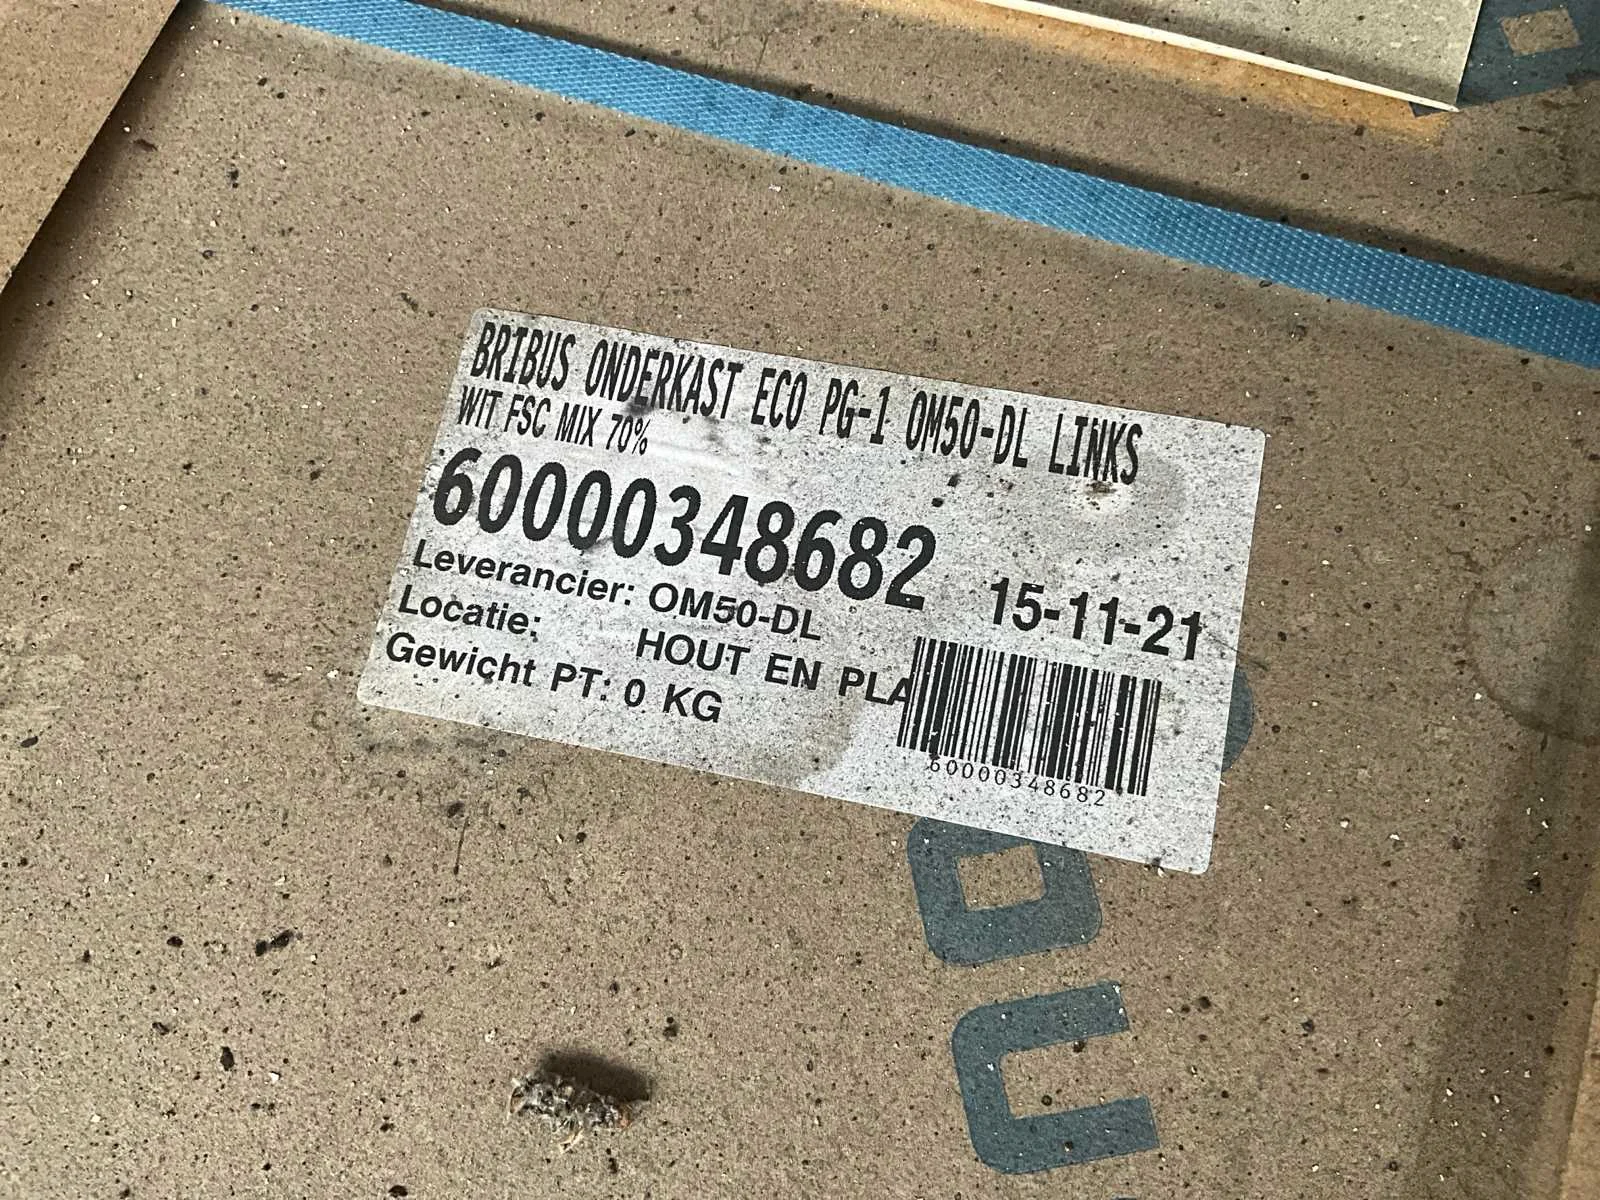 BRIBUS ONDERKAST ECO PG-1 OM50-DL LINKS
WIT FSC MIX 70%
60000348682
15-11-21
Leverancier: OM50-DL
Locatie: HOUT EN PLA
Gewicht PT: 0 KG
60000348682